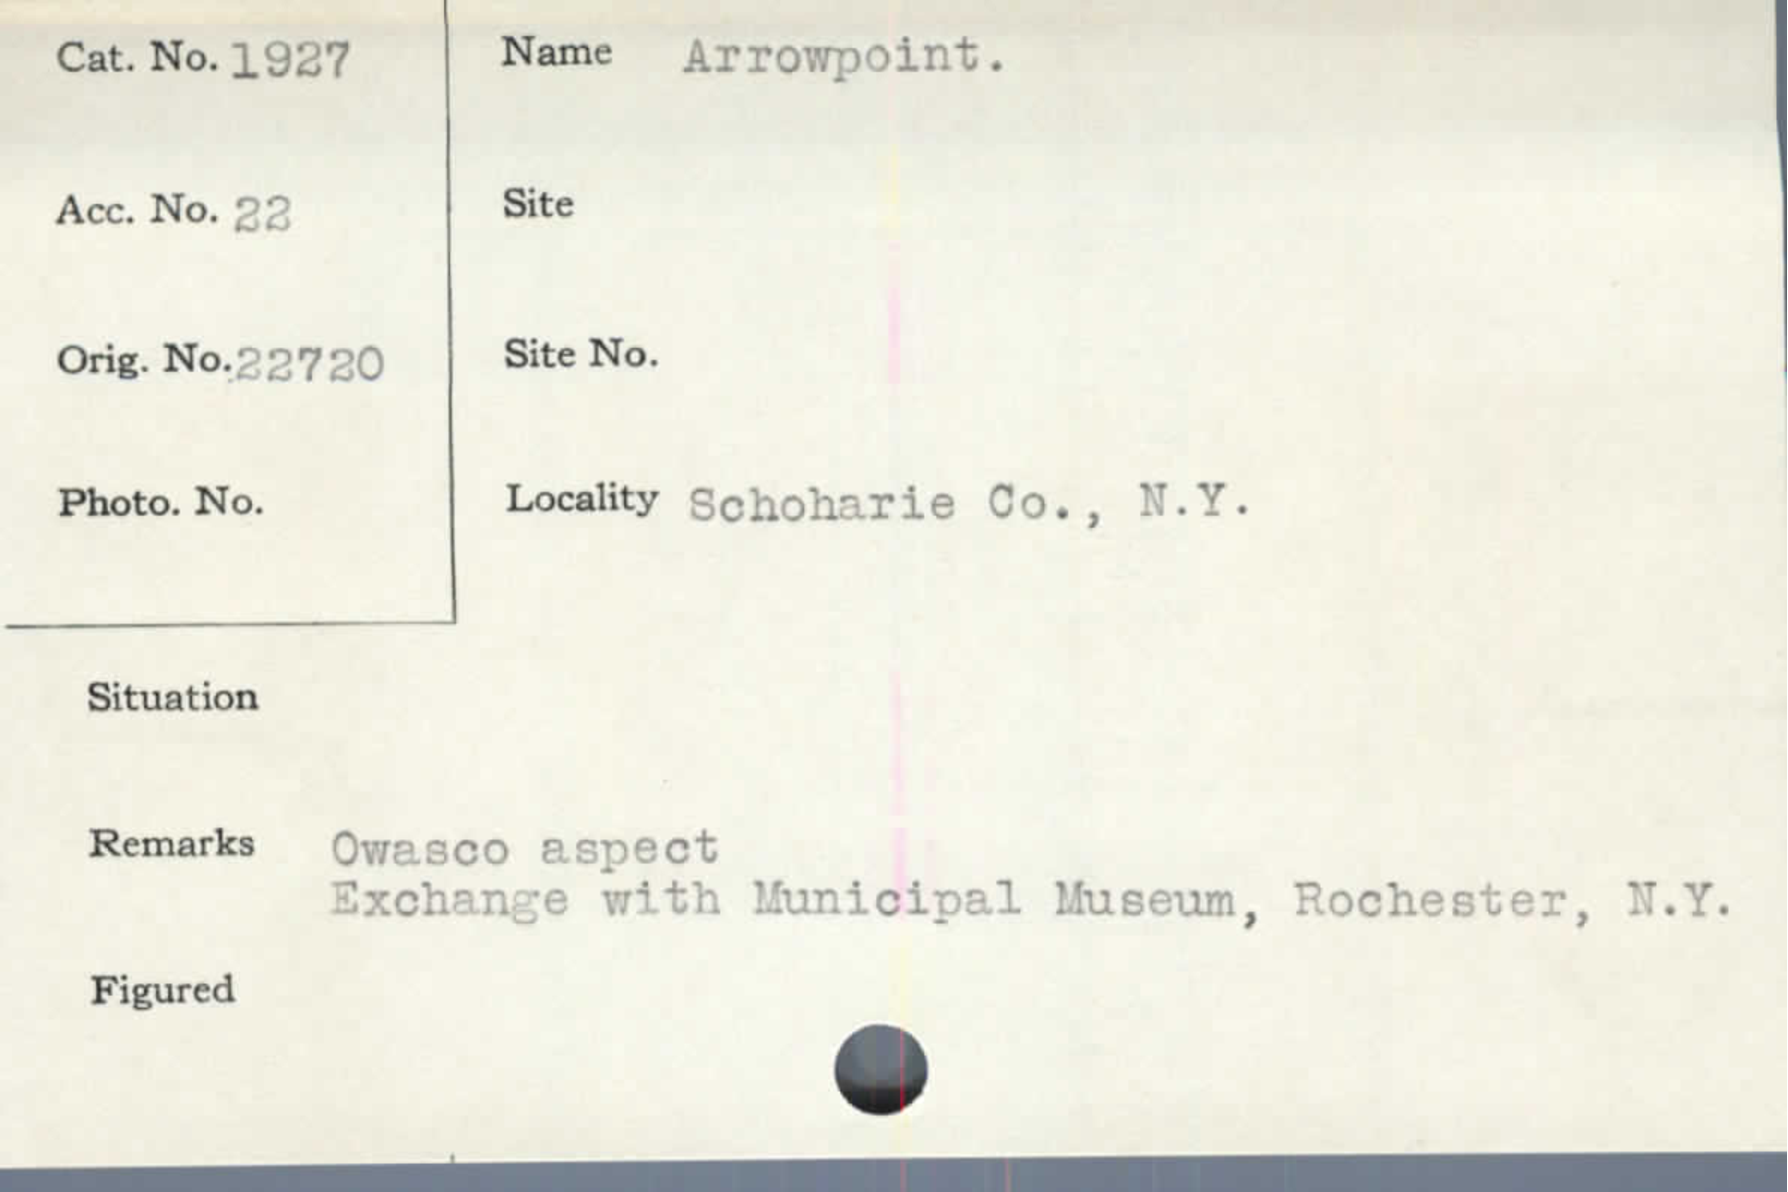 Cat. No. 1927
Name Arrowpoint.
Acc. No. 22
Site
Orig. No. 22720
Site No.
Photo. No.
Locality Schoharie Co., N.Y.
Situation
Remarks Owasco aspect
Exchange with Municipal Museum, Rochester, N.Y.
Figured